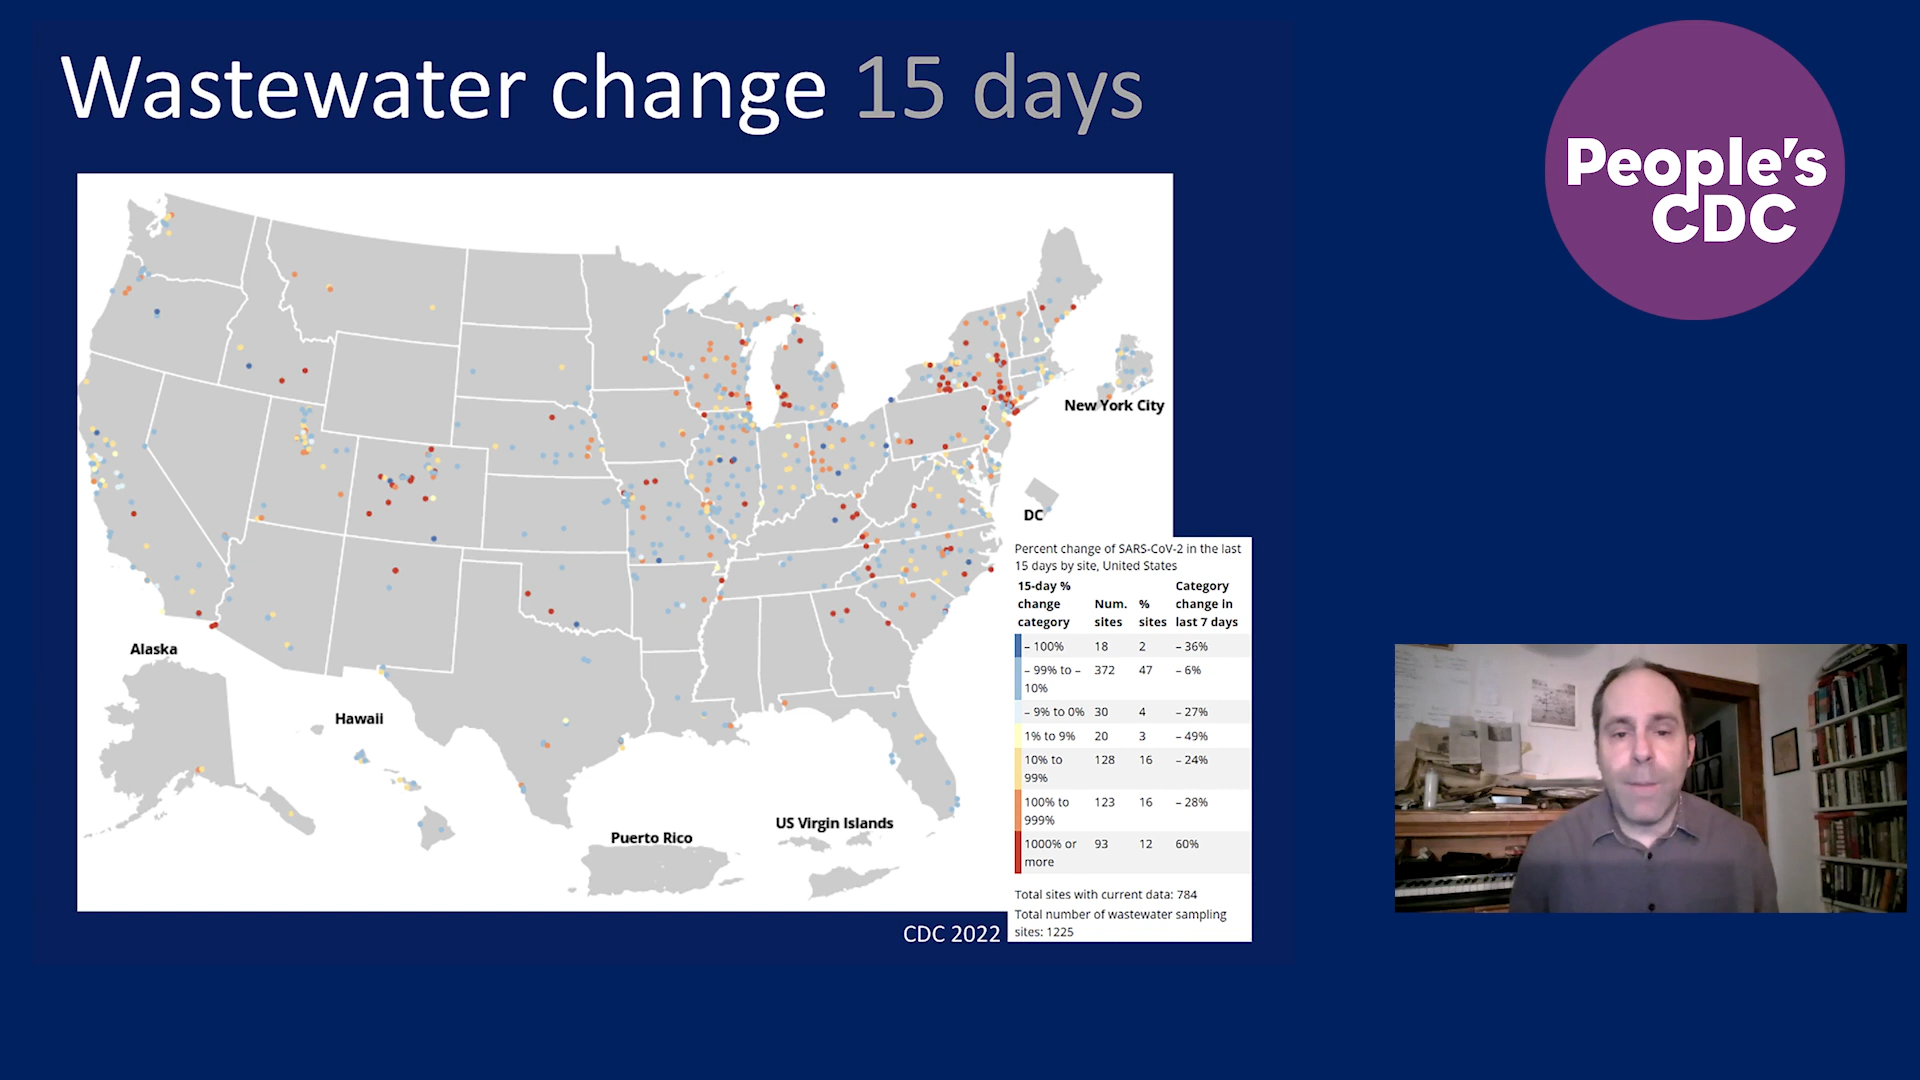 Wastewater change 15 days
People's
CDC
New York City
DC
Alaska
Hawaii
Puerto Rico
US Virgin Islands
Percent change of SARS-CoV-2 in the last
15 days by site, United States
15-day % change category Num. sites % sites Category change in last 7 days
– 100% 18 2 – 36%
– 99% to – 10% 372 47 – 6%
– 9% to 0% 30 4 – 27%
1% to 9% 20 3 – 49%
10% to 99% 128 16 – 24%
100% to 999% 123 16 – 28%
1000% or more 93 12 60%
Total sites with current data: 784
Total number of wastewater sampling
sites: 1225
CDC 2022